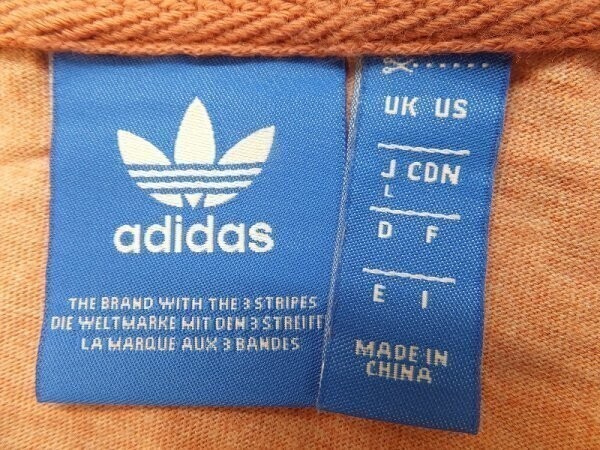 adidas
THE BRAND WITH THE 3 STRIPES
DIE WELTMARKE MIT DEN 3 STREIFE
LA MARQUE AUX 3 BANDES
UK US
J CDN
L
D F
E I
MADE IN
CHINA